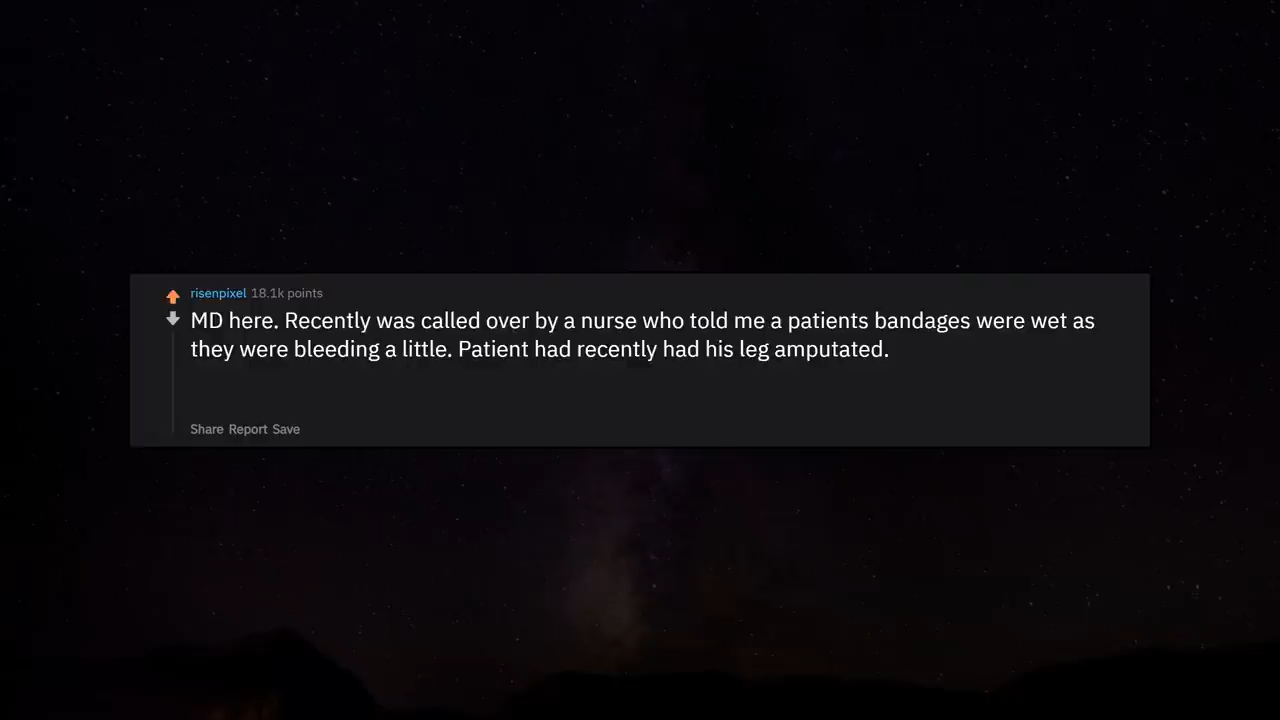 risenpixel 18.1k points
MD here. Recently was called over by a nurse who told me a patients bandages were wet as
they were bleeding a little. Patient had recently had his leg amputated.
Share Report Save